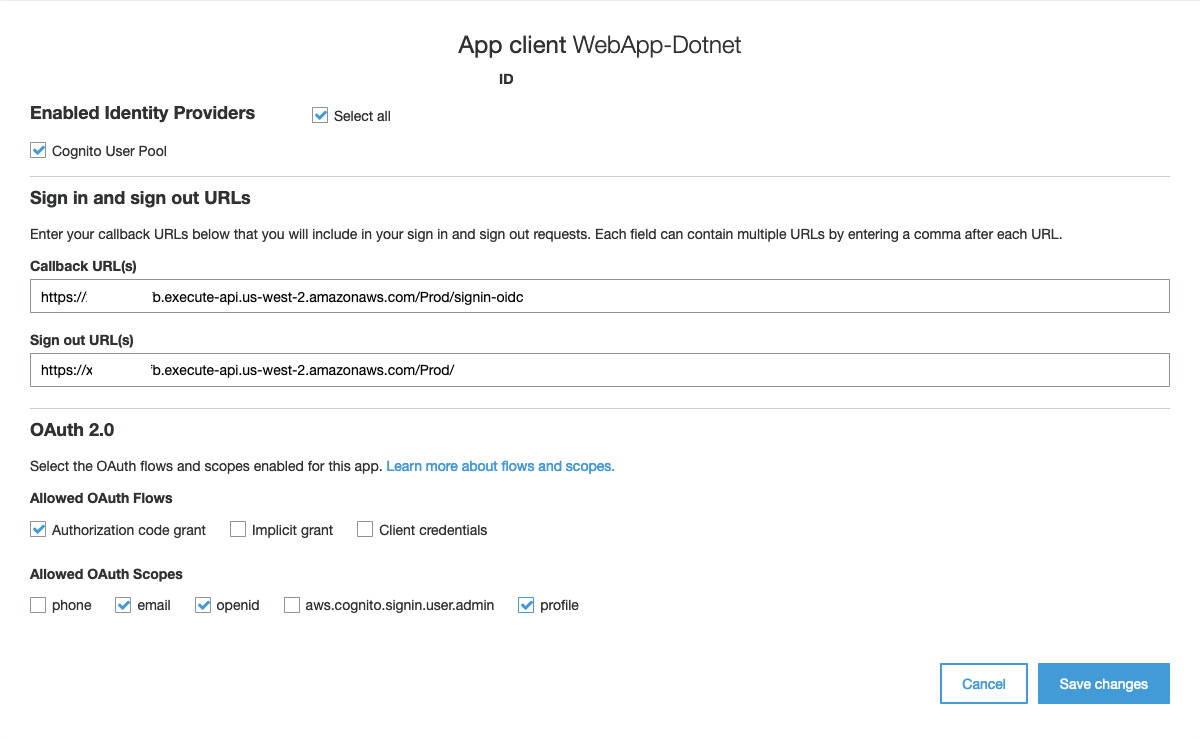 App client WebApp-Dotnet
ID
Enabled Identity Providers Select all
Cognito User Pool
Sign in and sign out URLs
Enter your callback URLs below that you will include in your sign in and sign out requests. Each field can contain multiple URLs by entering a comma after each URL.
Callback URL(s)
https:// b.execute-api.us-west-2.amazonaws.com/Prod/signin-oidc
Sign out URL(s)
https://x b.execute-api.us-west-2.amazonaws.com/Prod/
OAuth 2.0
Select the OAuth flows and scopes enabled for this app. Learn more about flows and scopes.
Allowed OAuth Flows
Authorization code grant Implicit grant Client credentials
Allowed OAuth Scopes
phone email openid aws.cognito.signin.user.admin profile
Cancel Save changes